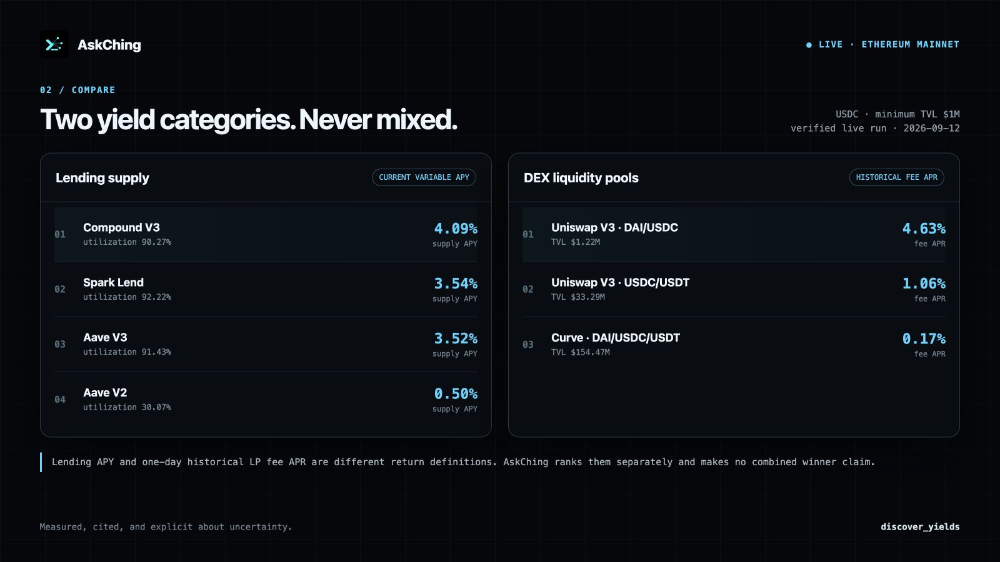 AskChing
LIVE · ETHEREUM MAINNET
02 / COMPARE
Two yield categories. Never mixed.
USDC · minimum TVL $1M
verified live run · 2026-09-12
Lending supply
CURRENT VARIABLE APY
01
Compound V3
utilization 90.27%
4.09%
supply APY
02
Spark Lend
utilization 92.22%
3.54%
supply APY
03
Aave V3
utilization 91.43%
3.52%
supply APY
04
Aave V2
utilization 30.07%
0.50%
supply APY
DEX liquidity pools
HISTORICAL FEE APR
01
Uniswap V3 · DAI/USDC
TVL $1.22M
4.63%
fee APR
02
Uniswap V3 · USDC/USDT
TVL $33.29M
1.06%
fee APR
03
Curve · DAI/USDC/USDT
TVL $154.47M
0.17%
fee APR
Lending APY and one-day historical LP fee APR are different return definitions. AskChing ranks them separately and makes no combined winner claim.
Measured, cited, and explicit about uncertainty.
discover_yields